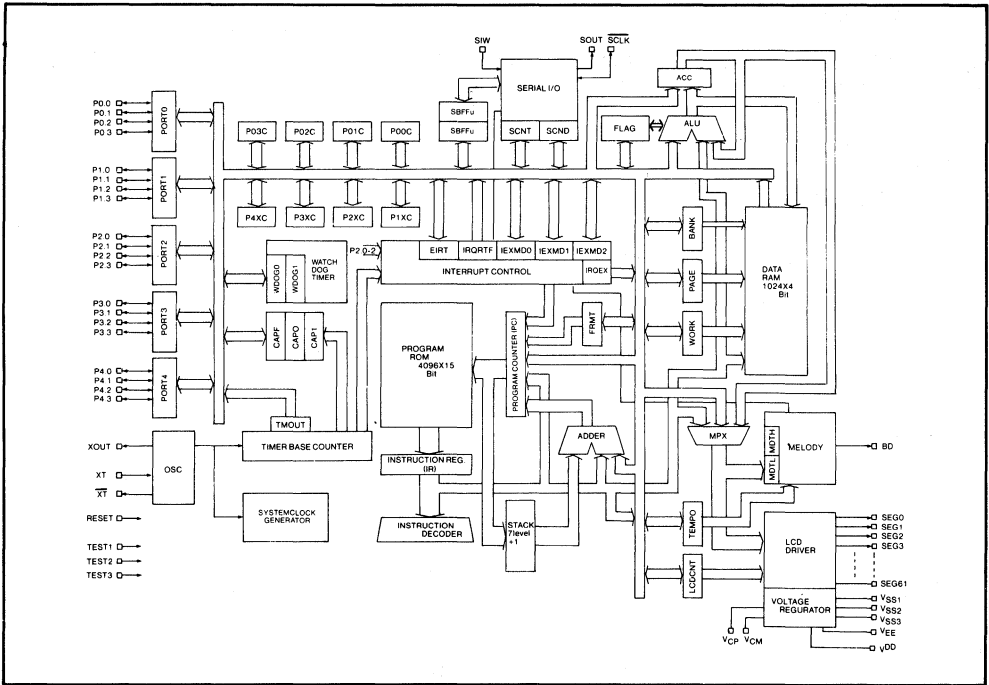 SIW
SOUT
SCLK
SERIAL I/O
ACC
P0.0
P0.1
P0.2
P0.3
PORT0
P03C
P02C
P01C
P00C
SBFFu
SBFFu
SCNT
SCND
FLAG
ALU
P1.0
P1.1
P1.2
P1.3
PORT1
P4XC
P3XC
P2XC
P1XC
P2.0
P2.1
P2.2
P2.3
PORT2
WDOG0
WDOG1
WATCH
DOG
TIMER
P2.0-2
EIRT
IRQRTF
IEXMD0
IEXMD1
IEXMD2
INTERRUPT CONTROL
IRQEX
BANK
PAGE
WORK
DATA
RAM
1024X4
Bit
P3.0
P3.1
P3.2
P3.3
PORT3
CAPF
CAPO
CAP1
PROGRAM
ROM
4096X15
Bit
PROGRAM COUNTER (PC)
FRMT
P4.0
P4.1
P4.2
P4.3
PORT4
TMOUT
TIMER BASE COUNTER
ADDER
MPX
MDTL
MDTH
MELODY
BD
XOUT
XT
XT
OSC
INSTRUCTION REG.
(IR)
SYSTEMCLOCK
GENERATOR
INSTRUCTION
DECODER
STACK
7level
+1
TEMPO
LCDCNT
RESET
TEST1
TEST2
TEST3
LCD
DRIVER
SEG0
SEG1
SEG2
SEG3
SEG61
VOLTAGE
REGURATOR
VSS1
VSS2
VSS3
VEE
VDD
VCP
VCM